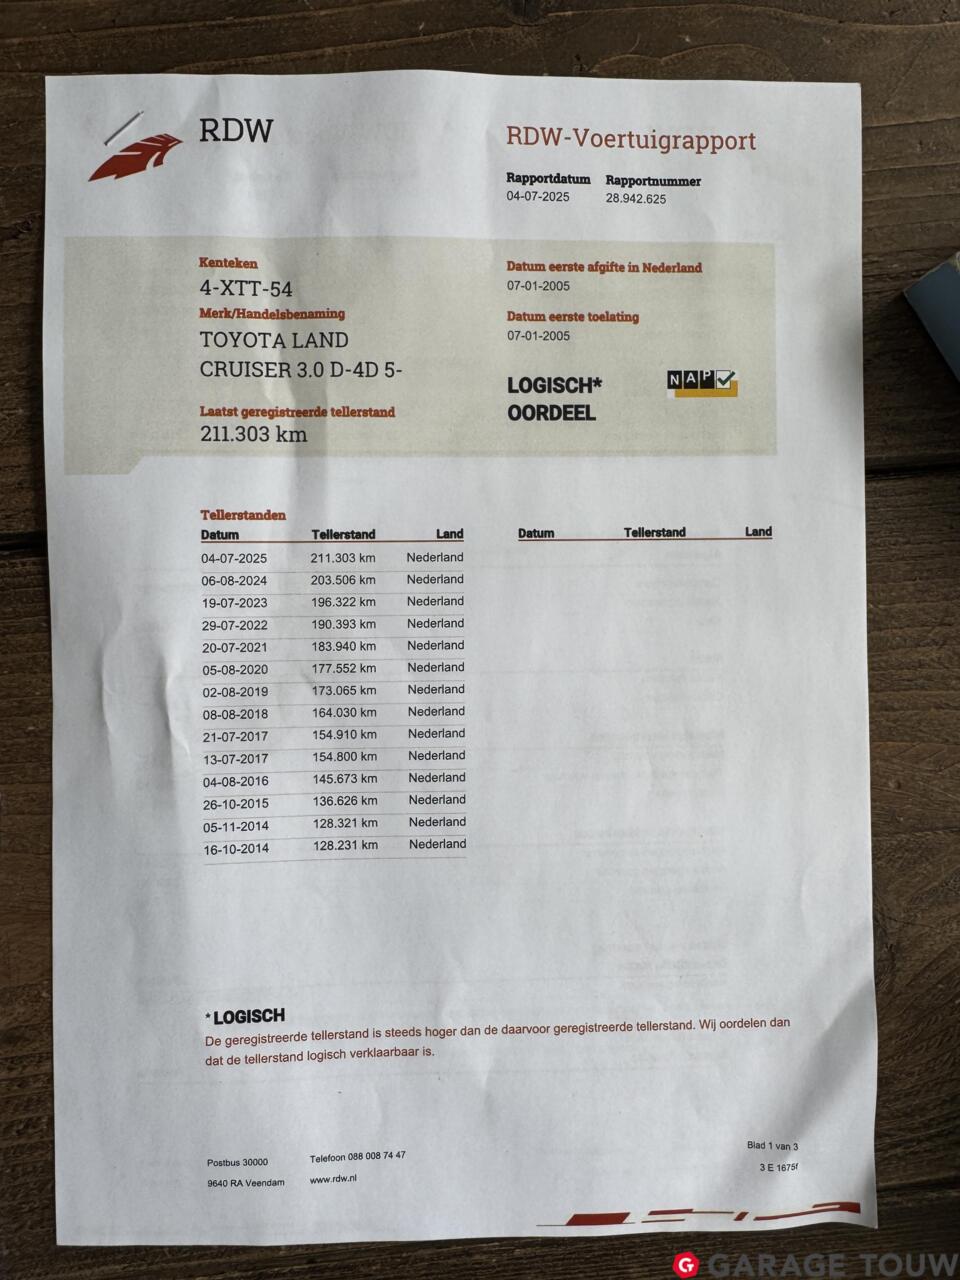 RDW
RDW-Voertuigrapport
Rapportdatum Rapportnummer
04-07-2025 28.942.625
Kenteken
4-XTT-54
Merk/Handelsbenaming
TOYOTA LAND
CRUISER 3.0 D-4D 5-
Laatst geregistreerde tellerstand
211.303 km
Datum eerste afgifte in Nederland
07-01-2005
Datum eerste toelating
07-01-2005
LOGISCH*
OORDEEL
NAP
Tellerstanden
Datum Tellerstand Land
04-07-2025 211.303 km Nederland
06-08-2024 203.506 km Nederland
19-07-2023 196.322 km Nederland
29-07-2022 190.393 km Nederland
20-07-2021 183.940 km Nederland
05-08-2020 177.552 km Nederland
02-08-2019 173.065 km Nederland
08-08-2018 164.030 km Nederland
21-07-2017 154.910 km Nederland
13-07-2017 154.800 km Nederland
04-08-2016 145.673 km Nederland
26-10-2015 136.626 km Nederland
05-11-2014 128.321 km Nederland
16-10-2014 128.231 km Nederland
Datum Tellerstand Land
*LOGISCH
De geregistreerde tellerstand is steeds hoger dan de daarvoor geregistreerde tellerstand. Wij oordelen dan
dat de tellerstand logisch verklaarbaar is.
Postbus 30000 Telefoon 088 008 74 47
9640 RA Veendam www.rdw.nl
Blad 1 van 3
3 E 1675f
GARAGE TOUW